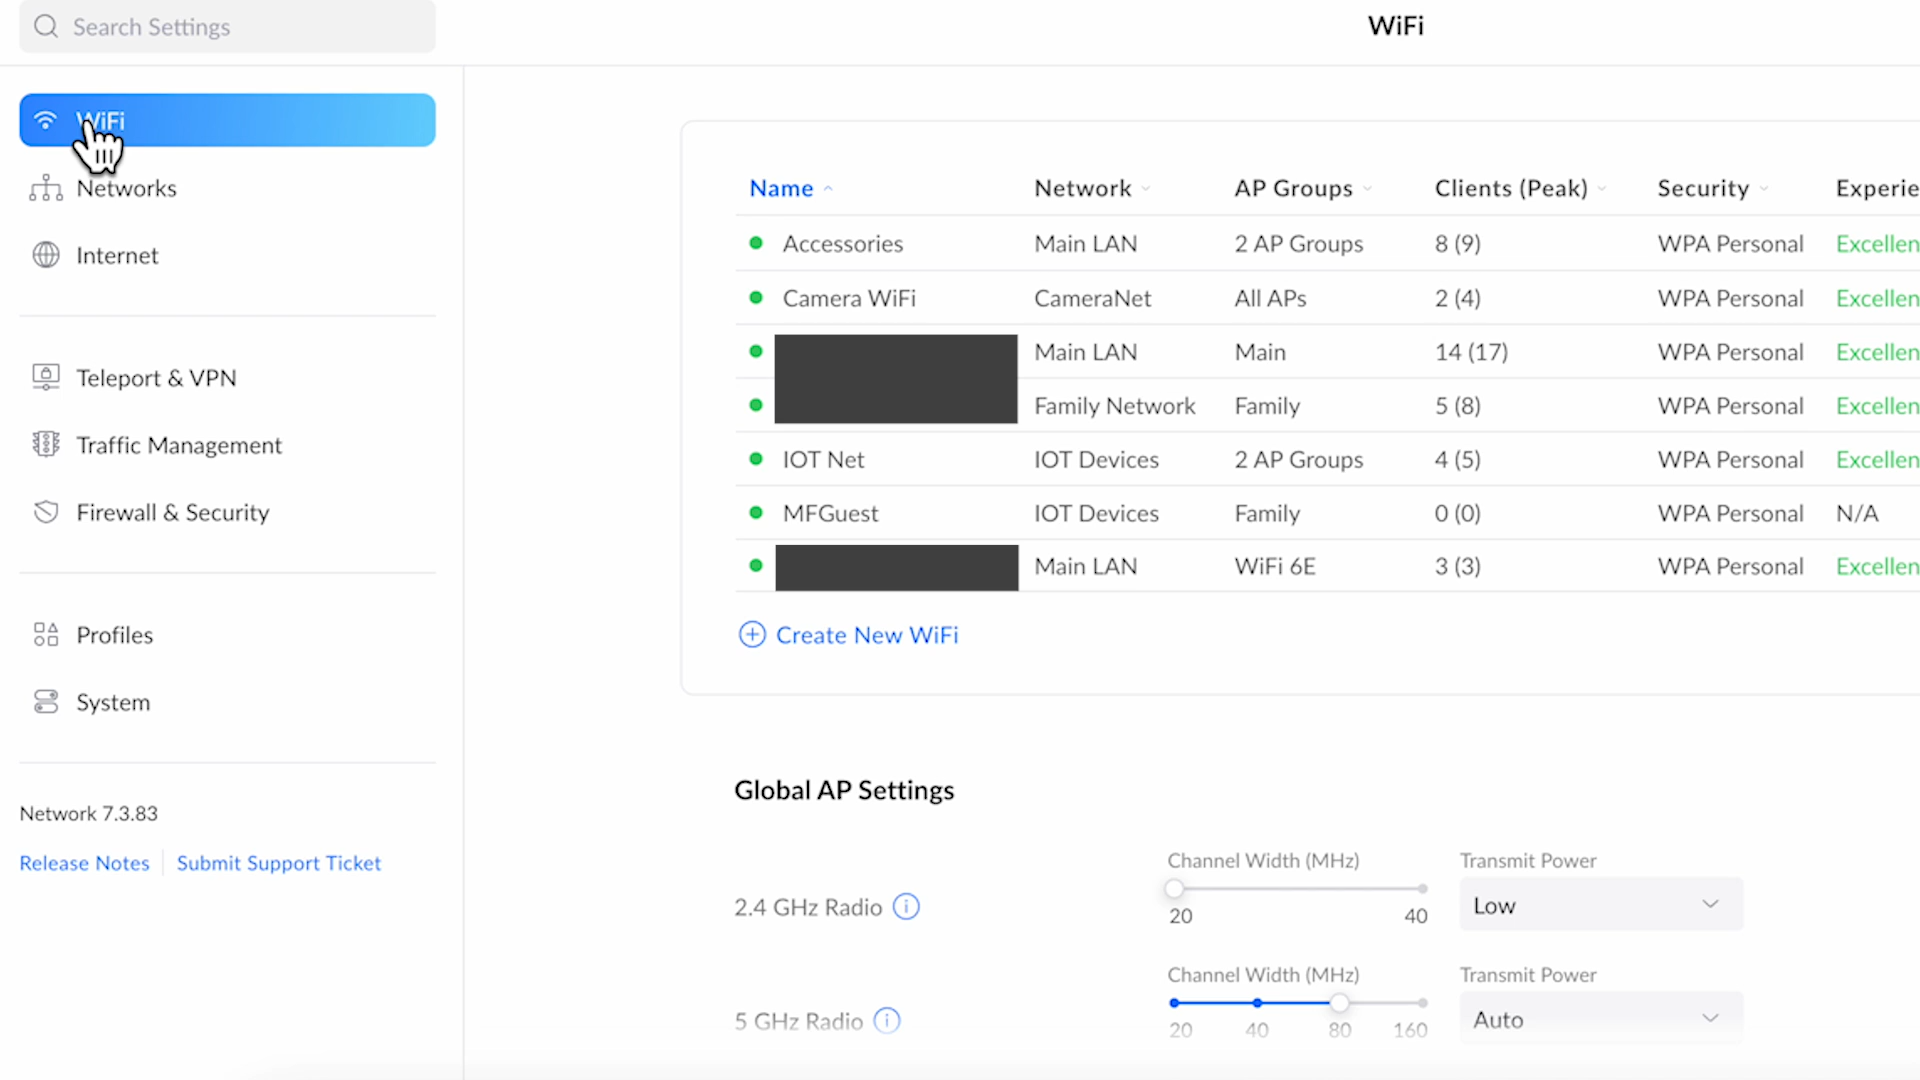 Search Settings
WiFi
WiFi
Networks
Internet
Teleport & VPN
Traffic Management
Firewall & Security
Profiles
System
Network 7.3.83
Release Notes Submit Support Ticket
Name Network AP Groups Clients (Peak) Security Experie
Accessories Main LAN 2 AP Groups 8 (9) WPA Personal Excellen
Camera WiFi CameraNet All APs 2 (4) WPA Personal Excellen
Main LAN Main 14 (17) WPA Personal Excellen
Family Network Family 5 (8) WPA Personal Excellen
IOT Net IOT Devices 2 AP Groups 4 (5) WPA Personal Excellen
MFGuest IOT Devices Family 0 (0) WPA Personal N/A
Main LAN WiFi 6E 3 (3) WPA Personal Excellen
Create New WiFi
Global AP Settings
Channel Width (MHz) Transmit Power
2.4 GHz Radio 20 40 Low
Channel Width (MHz) Transmit Power
5 GHz Radio 20 40 80 160 Auto